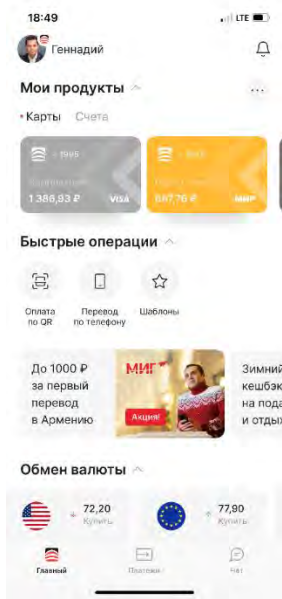 18:49
LTE
Геннадий
Мои продукты
...
Карты Счета
1995
1 386,93 ₽ VISA
887,76 ₽ МИР
Быстрые операции
Оплата
по QR
Перевод
по телефону
Шаблоны
До 1000 ₽
за первый
перевод
в Армению
МИГ
Акция!
Зимний
кешбэк
на пода
и отдых
Обмен валюты
72,20
Купить
77,90
Купить
Главный
Платежи
Чат